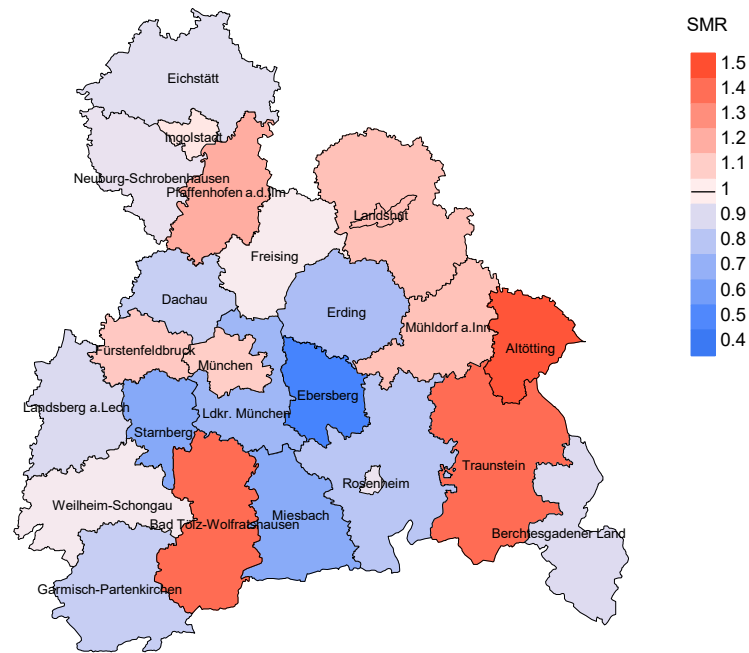 SMR
1.5
1.4
1.3
1.2
1.1
1
0.9
0.8
0.7
0.6
0.5
0.4
Eichstätt
Ingolstadt
Neuburg-Schrobenhausen
Pfaffenhofen a.d.Ilm
Landshut
Freising
Dachau
Erding
Mühldorf a.Inn
Altötting
Fürstenfeldbruck
München
Ebersberg
Landsberg a.Lech
Ldkr. München
Starnberg
Traunstein
Rosenheim
Weilheim-Schongau
Miesbach
Bad Tölz-Wolfratshausen
Berchtesgadener Land
Garmisch-Partenkirchen